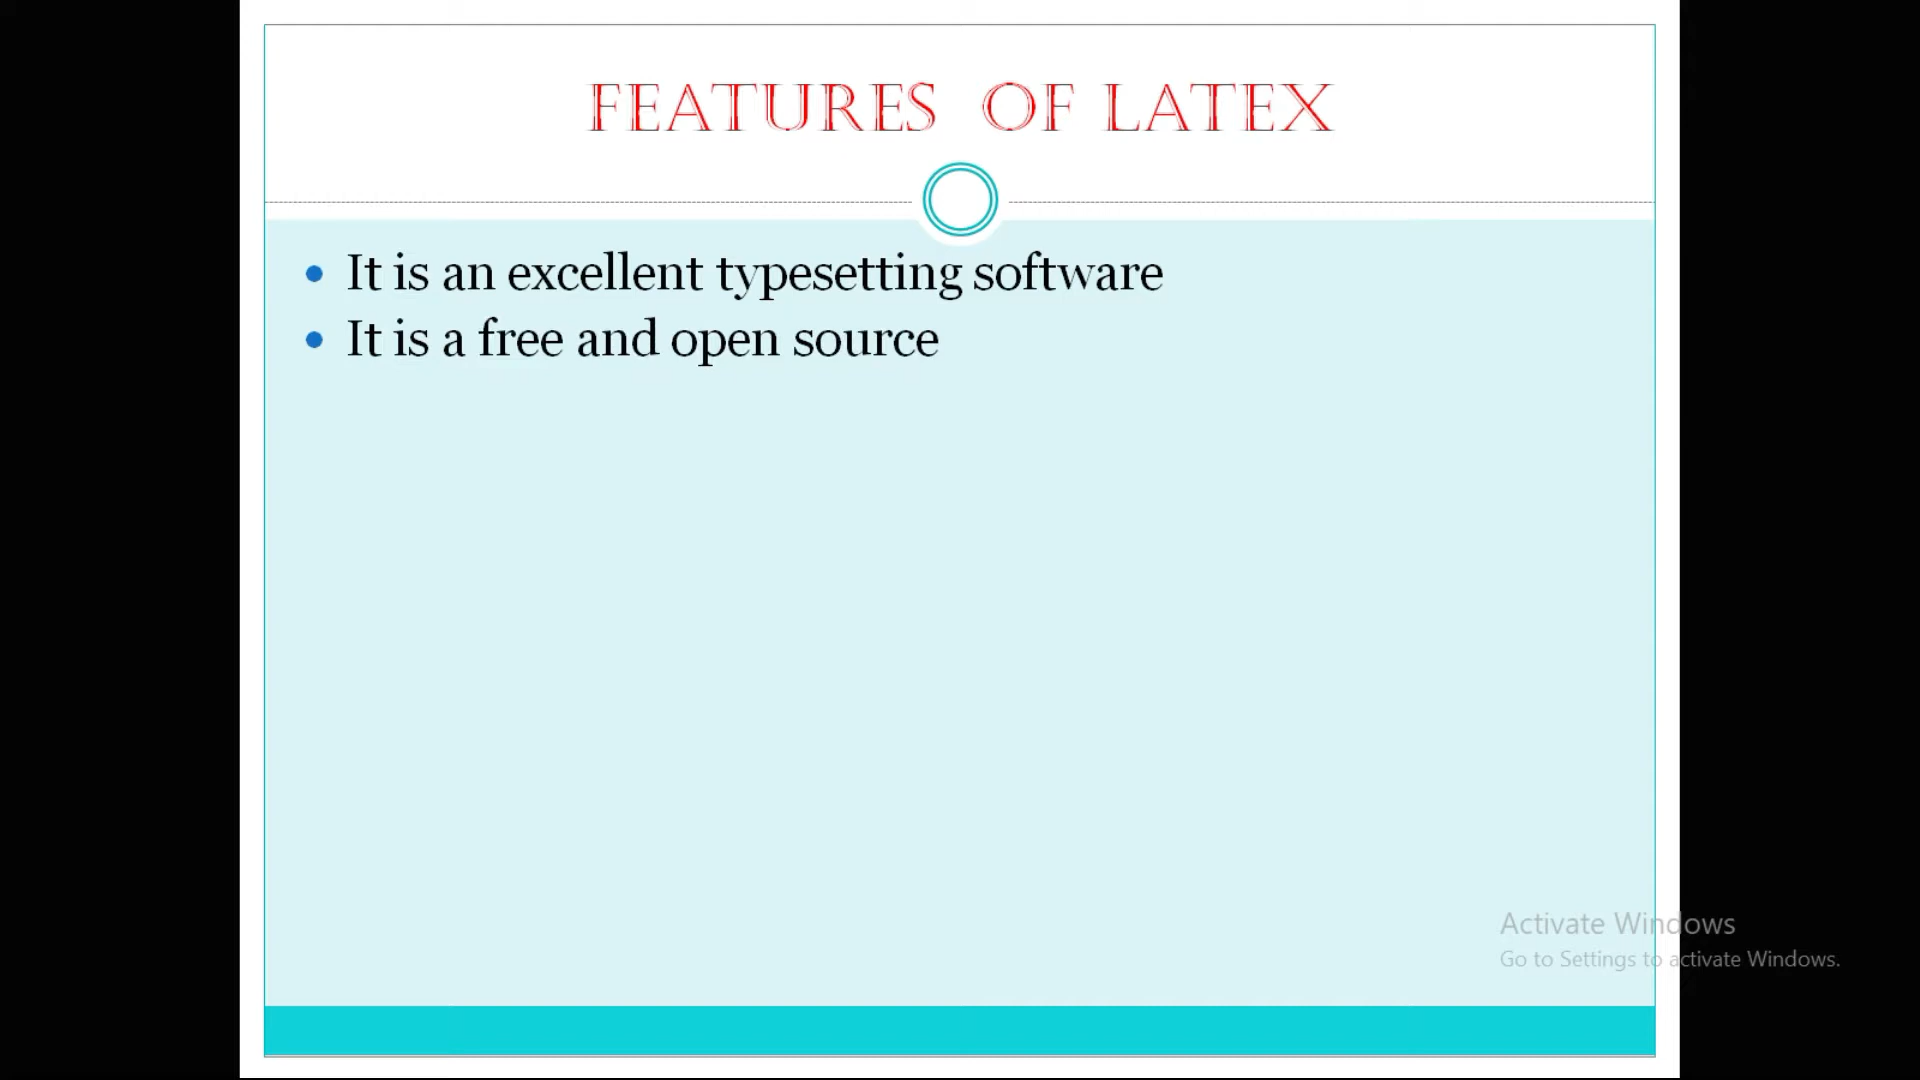 FEATURES OF LATEX
It is an excellent typesetting software
It is a free and open source
Activate Windows
Go to Settings to activate Windows.